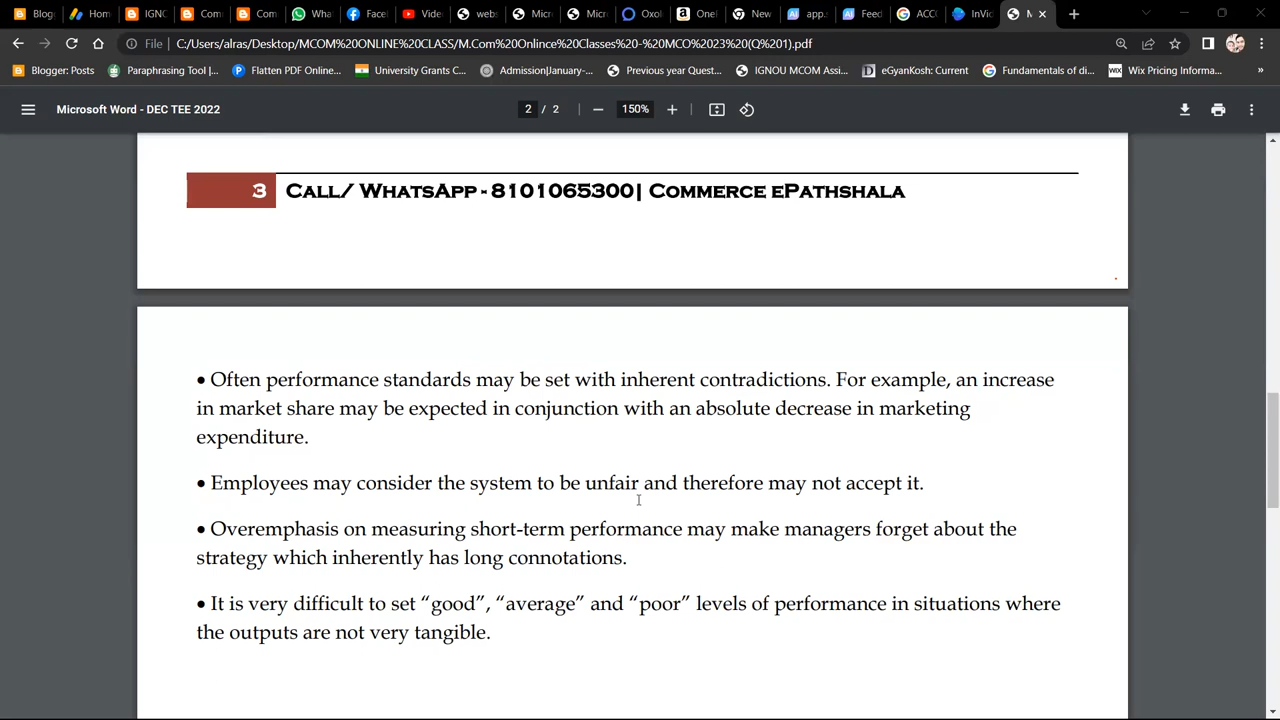 Blog
Hom
IGNC
Com
Com
What
Face
Vide
webs
Micr
Micr
Oxol
OneP
New
app.
Feed
ACC
InVic
M
File C:/Users/alras/Desktop/MCOM%20ONLINE%20CLASS/M.Com%20Onlince%20Classes%20-%20MCO%2023%20(Q%201).pdf
Blogger: Posts Paraphrasing Tool |... Flatten PDF Online... University Grants C... Admission|January-... Previous year Quest... IGNOU MCOM Assi... eGyanKosh: Current Fundamentals of di... WIX Wix Pricing Informa... »
Microsoft Word - DEC TEE 2022 2 / 2 150%
3 CALL/ WHATSAPP - 8101065300| COMMERCE EPATHSHALA
• Often performance standards may be set with inherent contradictions. For example, an increase
in market share may be expected in conjunction with an absolute decrease in marketing
expenditure.
• Employees may consider the system to be unfair and therefore may not accept it.
• Overemphasis on measuring short-term performance may make managers forget about the
strategy which inherently has long connotations.
• It is very difficult to set “good”, “average” and “poor” levels of performance in situations where
the outputs are not very tangible.